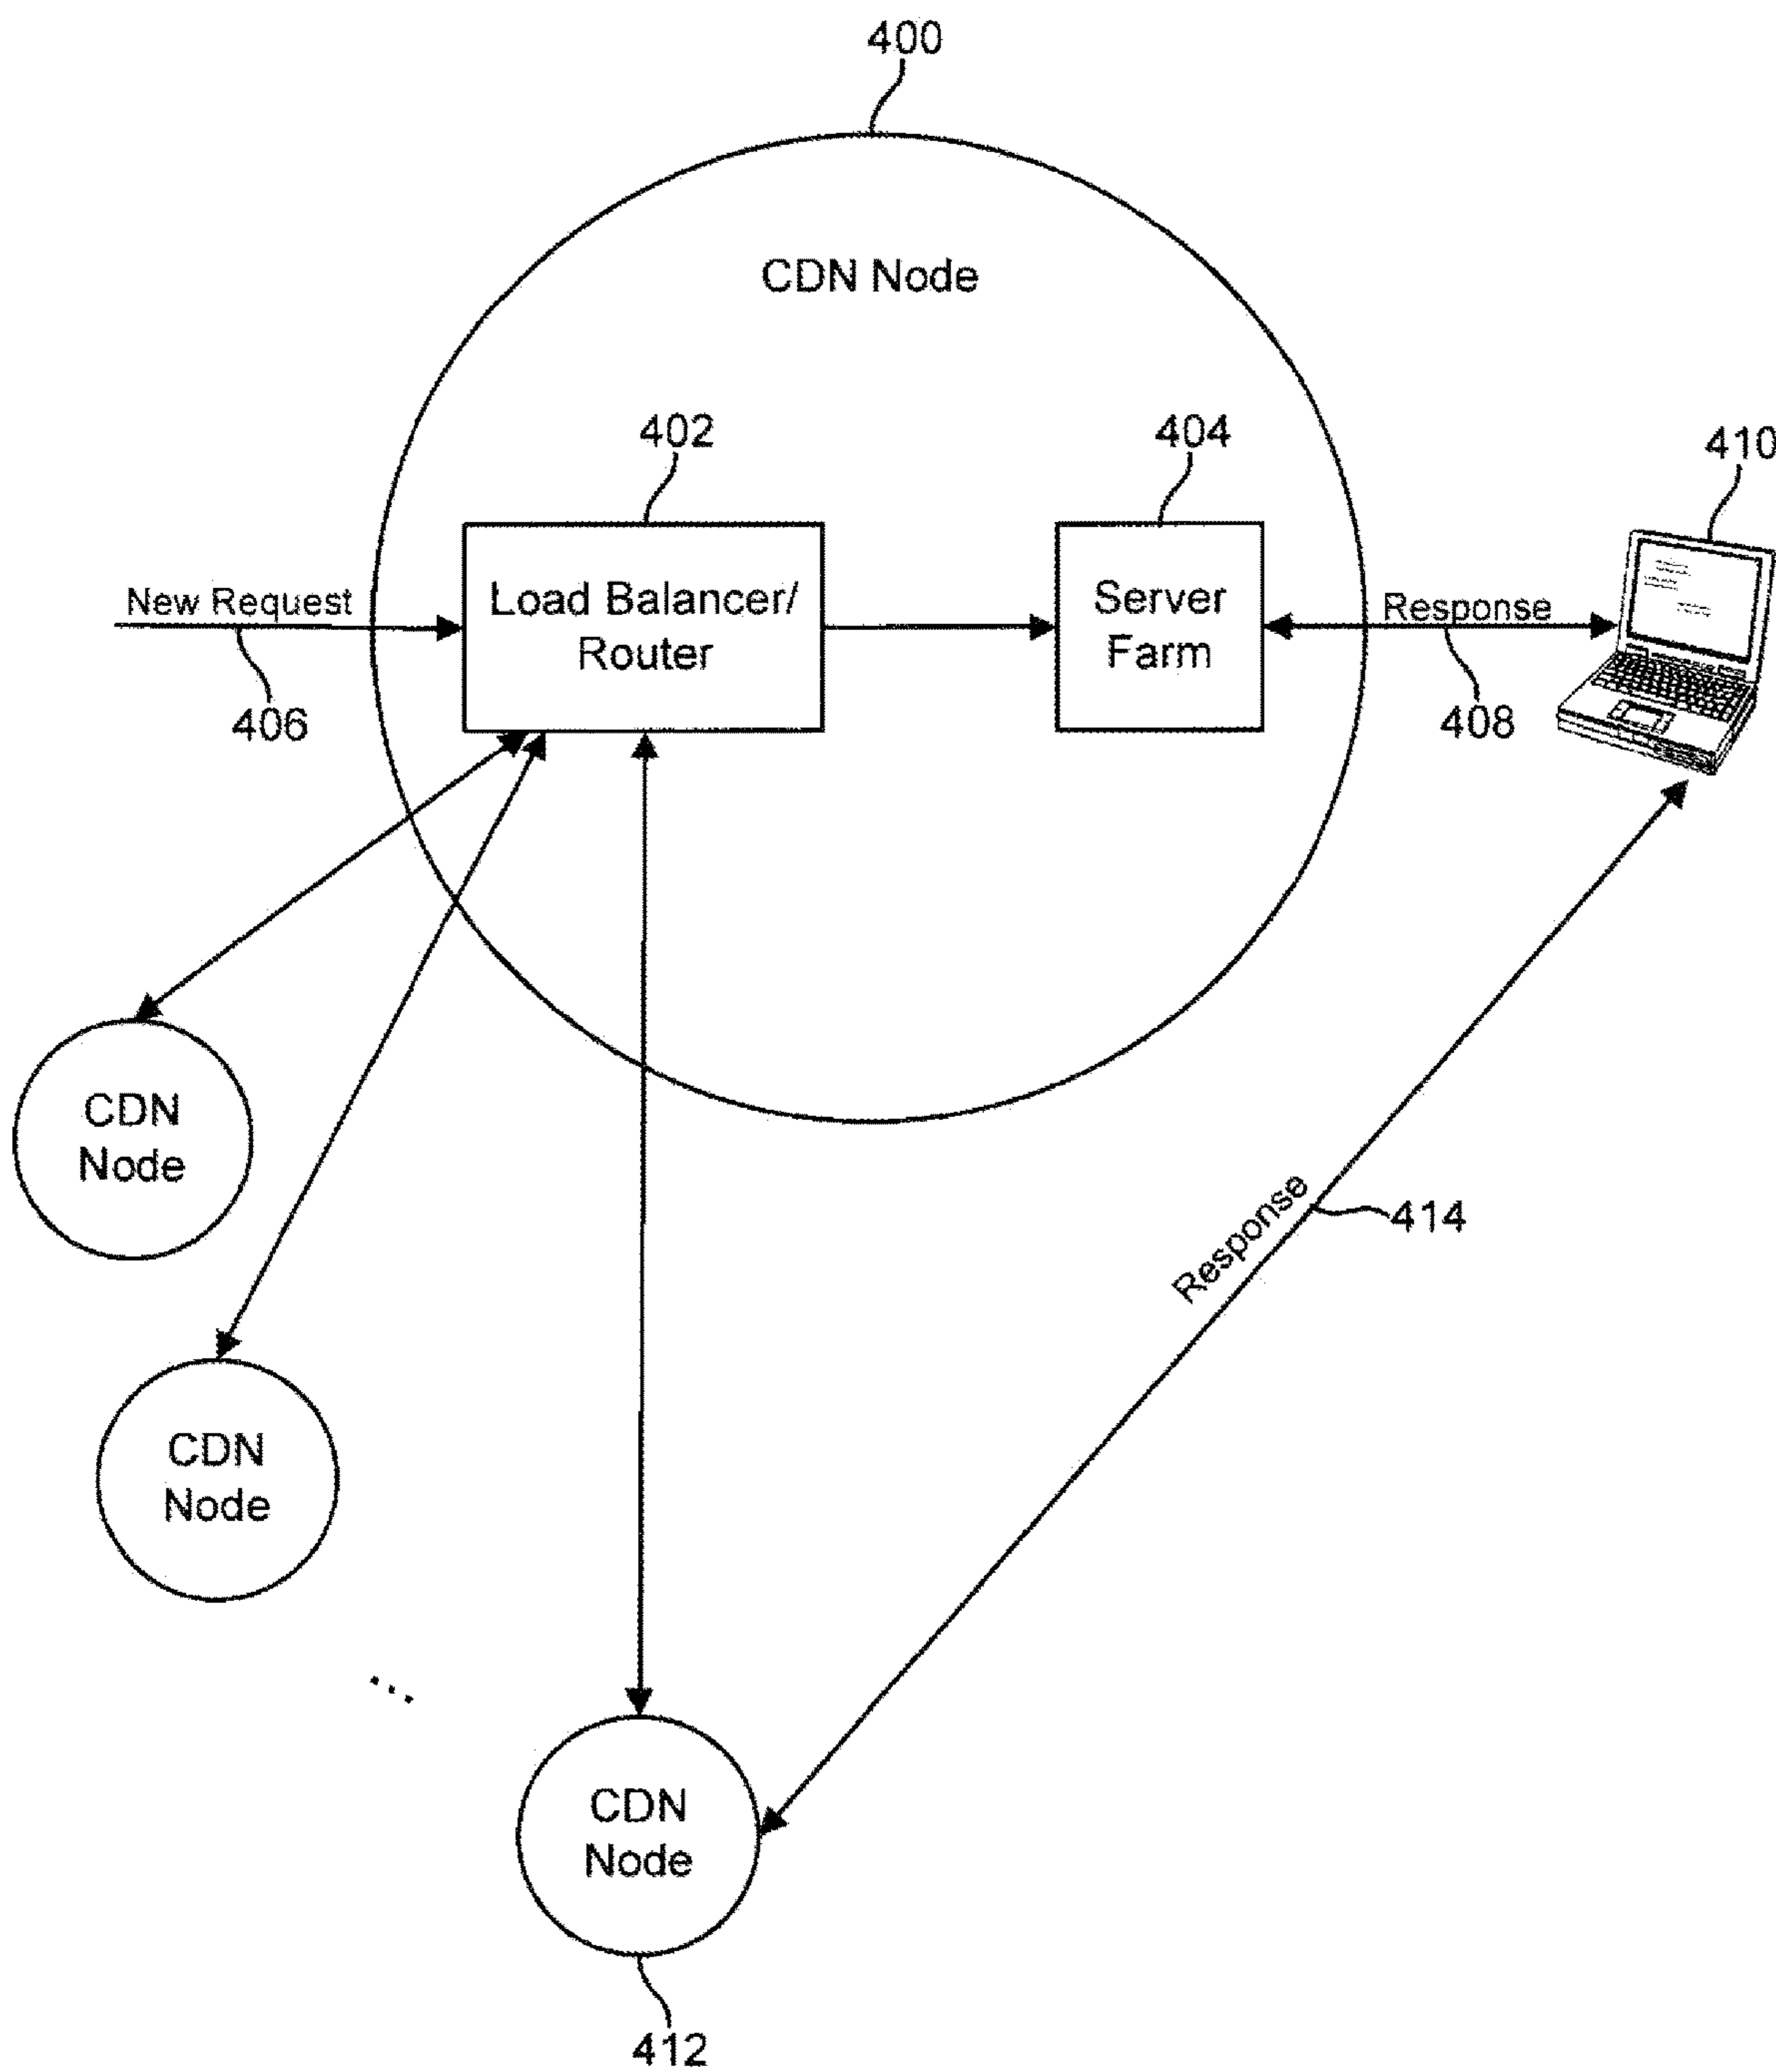 400
CDN Node
402
404
410
New Request
Load Balancer/
Router
Server
Farm
Response
406
408
CDN
Node
Response
414
CDN
Node
...
CDN
Node
412